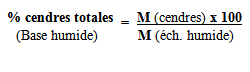 % cendres totales = M (cendres) x 100
(Base humide) M (éch. humide)